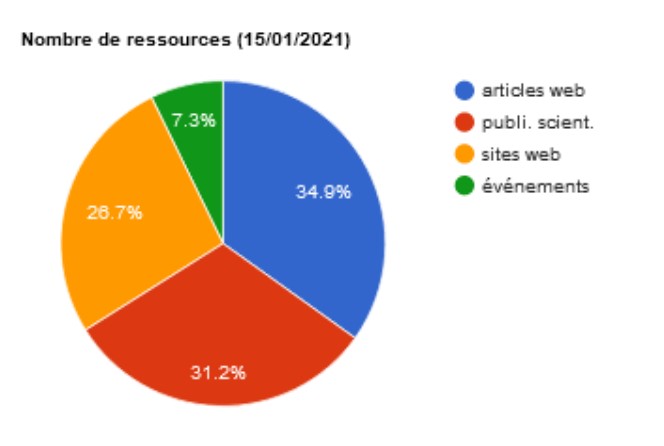 Nombre de ressources (15/01/2021)
articles web
publi. scient.
sites web
événements
7.3%
34.9%
26.7%
31.2%